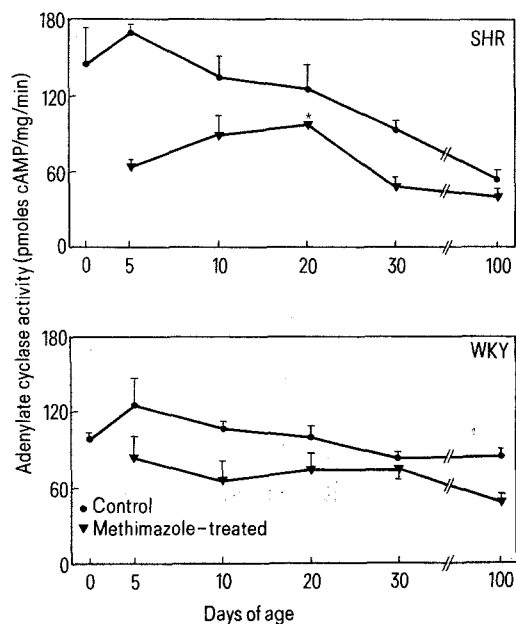 SHR
180
120
60
0
*
0 5 10 20 30 100
Adenylate cyclase activity (pmoles cAMP/mg/min)
WKY
180
120
60
0
Control
Methimazole-treated
0 5 10 20 30 100
Days of age